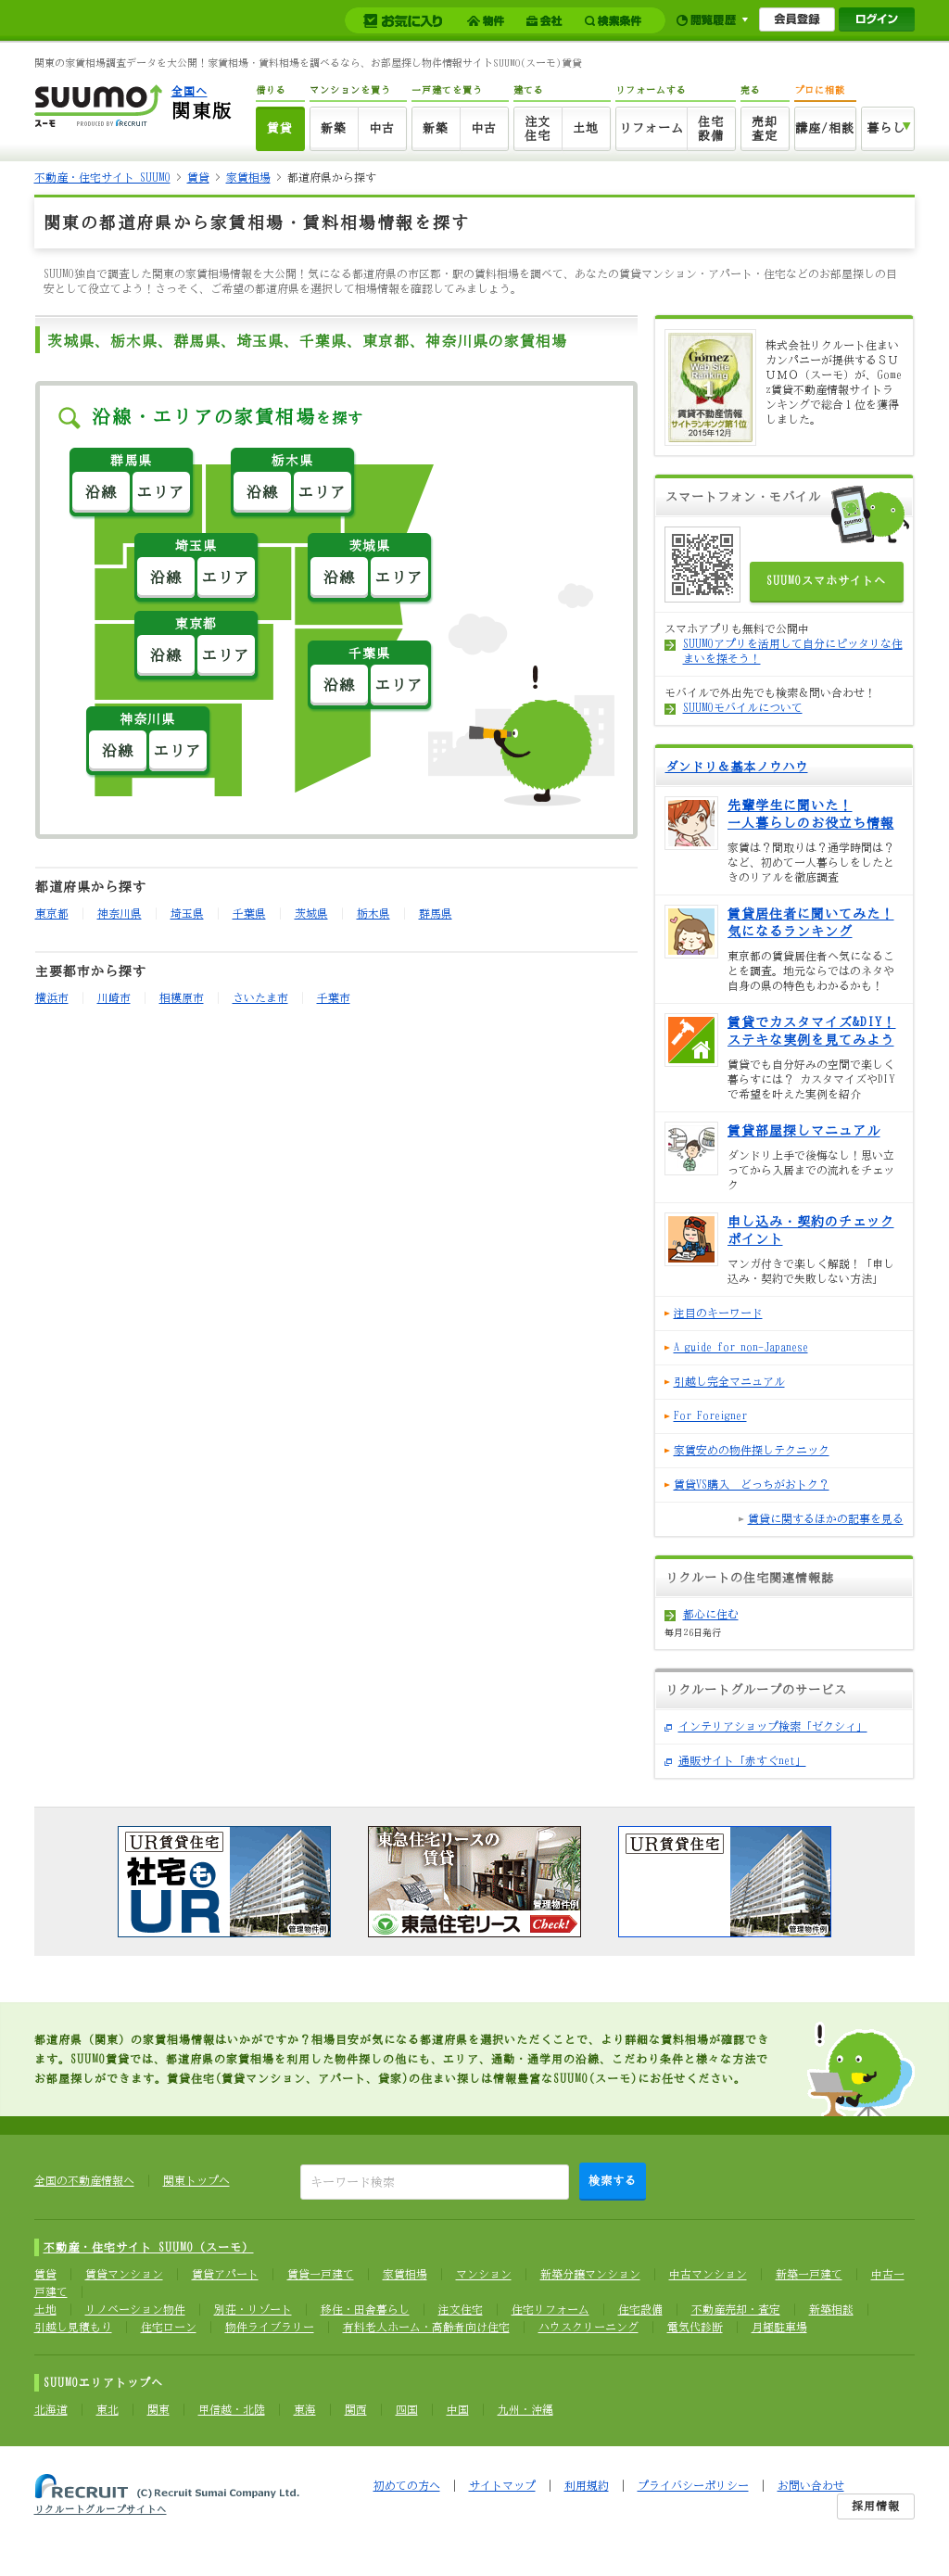 お気に入り 物件 会社 検索条件 閲覧履歴 会員登録 ログイン
関東の家賃相場調査データを大公開！家賃相場・賃料相場を調べるなら、お部屋探し物件情報サイトSUUMO(スーモ)賃貸
SUUMO
スーモ PRODUCED BY RECRUIT
全国へ
関東版
借りる マンションを買う 一戸建てを買う 建てる リフォームする 売る プロに相談
賃貸 新築 中古 新築 中古 注文住宅 土地 リフォーム 住宅設備 売却査定 講座/相談 暮らし
不動産・住宅サイト SUUMO > 賃貸 > 家賃相場 > 都道府県から探す
関東の都道府県から家賃相場・賃料相場情報を探す
SUUMO独自で調査した関東の家賃相場情報を大公開！気になる都道府県の市区郡・駅の賃料相場を調べて、あなたの賃貸マンション・アパート・住宅などのお部屋探しの目
安として役立てよう！さっそく、ご希望の都道府県を選択して相場情報を確認してみましょう。
茨城県、栃木県、群馬県、埼玉県、千葉県、東京都、神奈川県の家賃相場
沿線・エリアの家賃相場を探す
群馬県
沿線 エリア
栃木県
沿線 エリア
埼玉県
沿線 エリア
茨城県
沿線 エリア
東京都
沿線 エリア
千葉県
沿線 エリア
神奈川県
沿線 エリア
都道府県から探す
東京都 神奈川県 埼玉県 千葉県 茨城県 栃木県 群馬県
主要都市から探す
横浜市 川崎市 相模原市 さいたま市 千葉市
Gómez
Web Site
Ranking
1
賃貸不動産情報
サイトランキング第1位
2015年12月
株式会社リクルート住まい
カンパニーが提供するＳＵ
ＵＭＯ（スーモ）が、Gome
z賃貸不動産情報サイトラ
ンキングで総合１位を獲得
しました。
スマートフォン・モバイル
suumo
SUUMOスマホサイトへ
スマホアプリも無料で公開中
SUUMOアプリを活用して自分にピッタリな住
まいを探そう！
モバイルで外出先でも検索&問い合わせ！
SUUMOモバイルについて
ダンドリ＆基本ノウハウ
先輩学生に聞いた！
一人暮らしのお役立ち情報
家賃は？間取りは？通学時間は？
など、初めて一人暮らしをしたと
きのリアルを徹底調査
賃貸居住者に聞いてみた！
気になるランキング
東京都の賃貸居住者へ気になるこ
とを調査。地元ならではのネタや
自身の県の特色もわかるかも！
賃貸でカスタマイズ&DIY！
ステキな実例を見てみよう
賃貸でも自分好みの空間で楽しく
暮らすには？ カスタマイズやDIY
で希望を叶えた実例を紹介
賃貸部屋探しマニュアル
ダンドリ上手で後悔なし！思い立
ってから入居までの流れをチェッ
ク
申し込み・契約のチェック
ポイント
マンガ付きで楽しく解説！「申し
込み・契約で失敗しない方法」
注目のキーワード
A guide for non-Japanese
引越し完全マニュアル
For Foreigner
家賃安めの物件探しテクニック
賃貸VS購入　どっちがおトク？
賃貸に関するほかの記事を見る
リクルートの住宅関連情報誌
都心に住む
毎月26日発行
リクルートグループのサービス
インテリアショップ検索「ゼクシィ」
通販サイト「赤すぐnet」
UR賃貸住宅
社宅も
UR
管理物件例
東急住宅リースの
賃貸
管理物件例
東急住宅リース Check!
UR賃貸住宅
管理物件例
都道府県（関東）の家賃相場情報はいかがですか？相場目安が気になる都道府県を選択いただくことで、より詳細な賃料相場が確認でき
ます。SUUMO賃貸では、都道府県の家賃相場を利用した物件探しの他にも、エリア、通勤・通学用の沿線、こだわり条件と様々な方法で
お部屋探しができます。賃貸住宅(賃貸マンション、アパート、貸家)の住まい探しは情報豊富なSUUMO(スーモ)にお任せください。
全国の不動産情報へ 関東トップへ キーワード検索 検索する
不動産・住宅サイト SUUMO（スーモ）
賃貸 賃貸マンション 賃貸アパート 賃貸一戸建て 家賃相場 マンション 新築分譲マンション 中古マンション 新築一戸建て 中古一
戸建て
土地 リノベーション物件 別荘・リゾート 移住・田舎暮らし 注文住宅 住宅リフォーム 住宅設備 不動産売却・査定 新築相談
引越し見積もり 住宅ローン 物件ライブラリー 有料老人ホーム・高齢者向け住宅 ハウスクリーニング 電気代診断 月極駐車場
SUUMOエリアトップへ
北海道 東北 関東 甲信越・北陸 東海 関西 四国 中国 九州・沖縄
RECRUIT (C) Recruit Sumai Company Ltd.
リクルートグループサイトへ
初めての方へ | サイトマップ | 利用規約 | プライバシーポリシー | お問い合わせ
採用情報